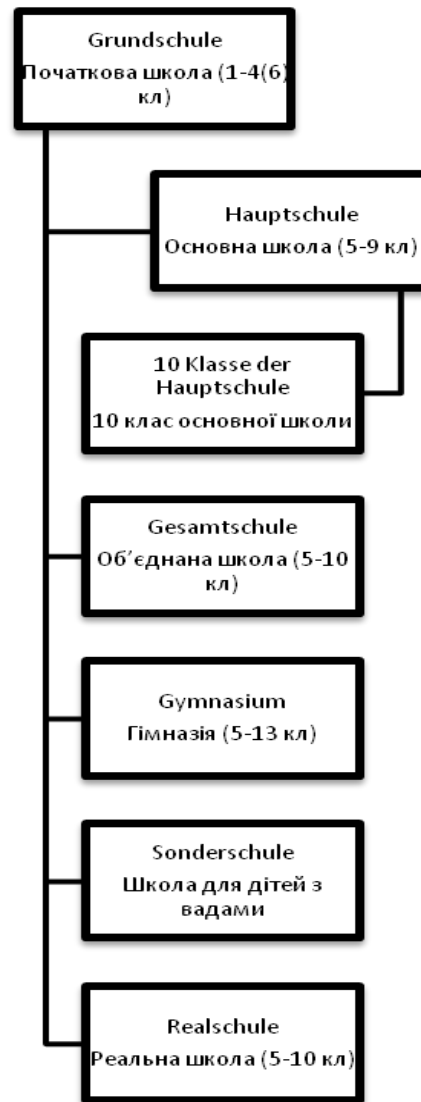 Grundschule
Початкова школа (1-4(6)
кл)
Hauptschule
Основна школа (5-9 кл)
10 Klasse der
Hauptschule
10 клас основної школи
Gesamtschule
Об’єднана школа (5-10
кл)
Gymnasium
Гімназія (5-13 кл)
Sonderschule
Школа для дітей з
вадами
Realschule
Реальна школа (5-10 кл)